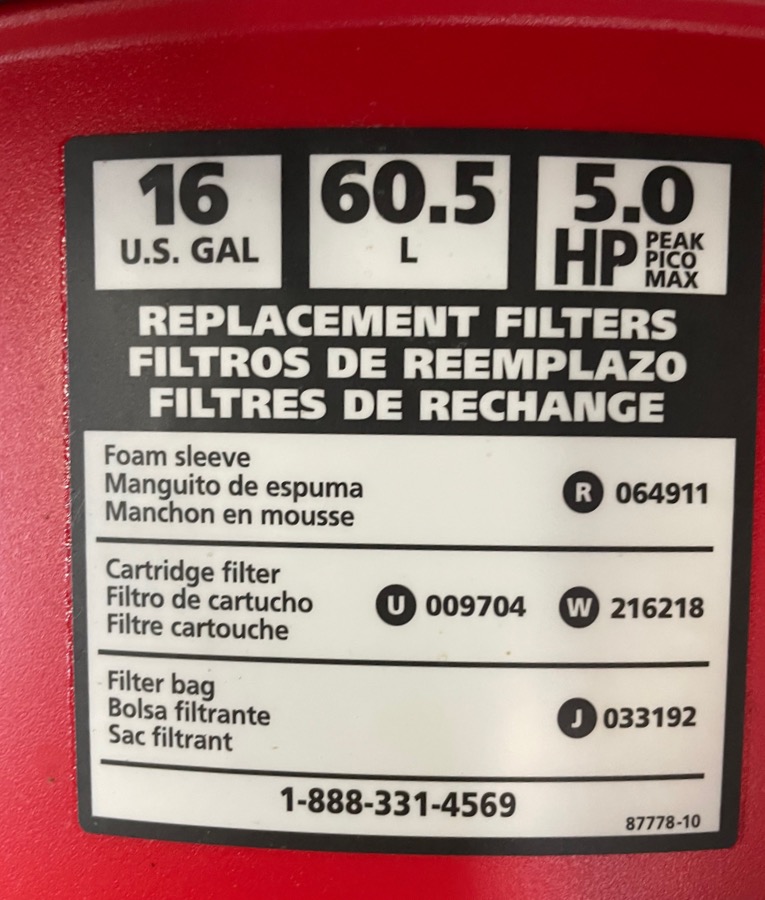 16
U.S. GAL
60.5
L
5.0
HP PEAK
PICO
MAX
REPLACEMENT FILTERS
FILTROS DE REEMPLAZO
FILTRES DE RECHANGE
Foam sleeve
Manguito de espuma
Manchon en mousse
R 064911
Cartridge filter
Filtro de cartucho
Filtre cartouche
U 009704 W 216218
Filter bag
Bolsa filtrante
Sac filtrant
J 033192
1-888-331-4569
87778-10